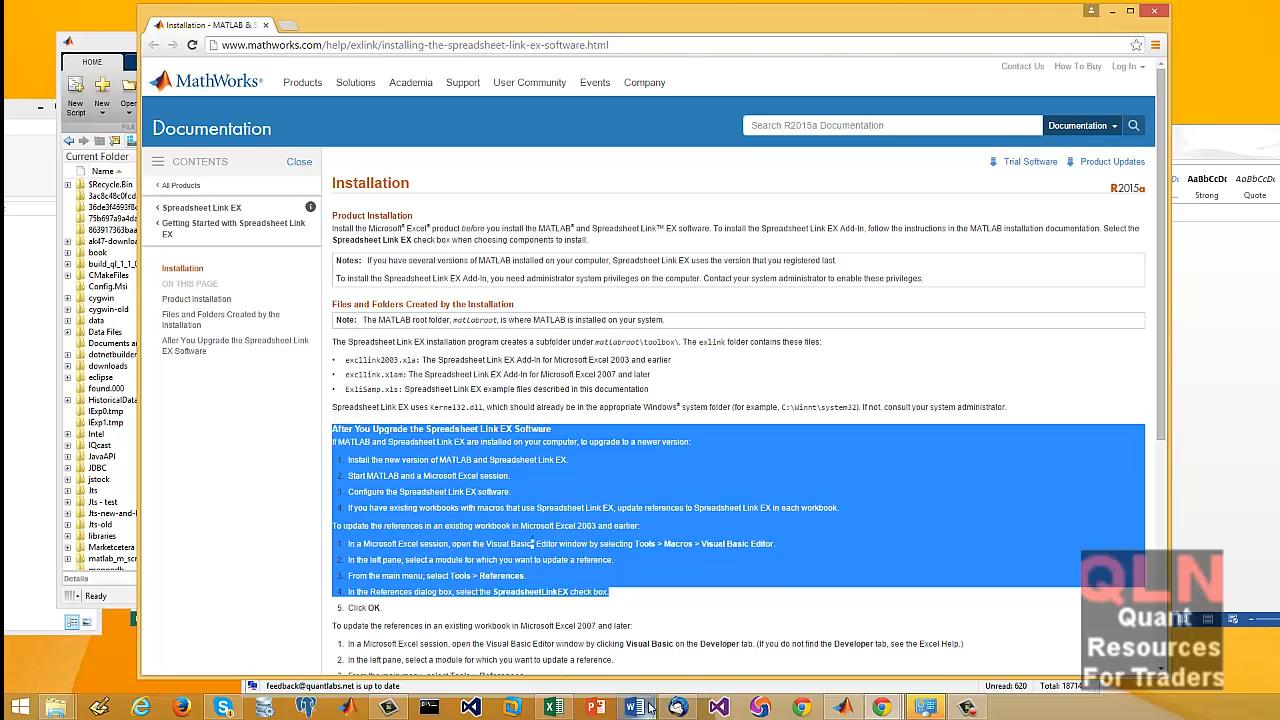 Installation - MATLAB & S
www.mathworks.com/help/exlink/installing-the-spreadsheet-link-ex-software.html
HOME
New Script
New
Open
FILE
Current Folder
Name
$Recycle.Bin
3ac8c48c0fcd
36de3f4693f8
75b697a9a4da
863917363baa
ak47-downloa
book
build_ql_1_1_0
CMakeFiles
Config.Msi
cygwin
cygwin-old
data
Data Files
Documents a
dotnetbuilder
downloads
eclipse
found.000
HistoricalData
IExp0.tmp
IExp1.tmp
Intel
IQcast
JavaAPI
JDBC
jstock
Jts
Jts - test
Jts-new-and-
Jts-old
Marketcetera
matlab_m_scr
Details
Ready
Contact Us How To Buy Log In
MathWorks®
Products Solutions Academia Support User Community Events Company
Documentation
Search R2015a Documentation
Documentation
CONTENTS Close
‹ All Products
‹ Spreadsheet Link EX
‹ Getting Started with Spreadsheet Link EX
Installation
ON THIS PAGE
Product Installation
Files and Folders Created by the Installation
After You Upgrade the Spreadsheet Link EX Software
Trial Software Product Updates
Installation
R2015a
Product Installation
Install the Microsoft® Excel® product before you install the MATLAB® and Spreadsheet Link™ EX software. To install the Spreadsheet Link EX Add-In, follow the instructions in the MATLAB installation documentation. Select the
Spreadsheet Link EX check box when choosing components to install.
Notes: If you have several versions of MATLAB installed on your computer, Spreadsheet Link EX uses the version that you registered last.
To install the Spreadsheet Link EX Add-In, you need administrator system privileges on the computer. Contact your system administrator to enable these privileges.
Files and Folders Created by the Installation
Note: The MATLAB root folder, matlabroot, is where MATLAB is installed on your system.
The Spreadsheet Link EX installation program creates a subfolder under matlabroot\toolbox\. The exlink folder contains these files:
• excllink2003.xla: The Spreadsheet Link EX Add-In for Microsoft Excel 2003 and earlier
• excllink.xlam: The Spreadsheet Link EX Add-In for Microsoft Excel 2007 and later
• ExliSamp.xls: Spreadsheet Link EX example files described in this documentation
Spreadsheet Link EX uses Kernel32.dll, which should already be in the appropriate Windows® system folder (for example, C:\Winnt\system32). If not, consult your system administrator.
After You Upgrade the Spreadsheet Link EX Software
If MATLAB and Spreadsheet Link EX are installed on your computer, to upgrade to a newer version:
1. Install the new version of MATLAB and Spreadsheet Link EX.
2. Start MATLAB and a Microsoft Excel session.
3. Configure the Spreadsheet Link EX software.
4. If you have existing workbooks with macros that use Spreadsheet Link EX, update references to Spreadsheet Link EX in each workbook.
To update the references in an existing workbook in Microsoft Excel 2003 and earlier:
1. In a Microsoft Excel session, open the Visual Basic Editor window by selecting Tools > Macros > Visual Basic Editor.
2. In the left pane, select a module for which you want to update a reference.
3. From the main menu, select Tools > References.
4. In the References dialog box, select the SpreadsheetLinkEX check box.
5. Click OK.
To update the references in an existing workbook in Microsoft Excel 2007 and later:
1. In a Microsoft Excel session, open the Visual Basic Editor window by clicking Visual Basic on the Developer tab. (If you do not find the Developer tab, see the Excel Help.)
2. In the left pane, select a module for which you want to update a reference.
AaBbCcDc AaBbCcDc
Strong Quote
QLN
Quant
Resources
For Traders
feedback@quantlabs.net is up to date
Unread: 620